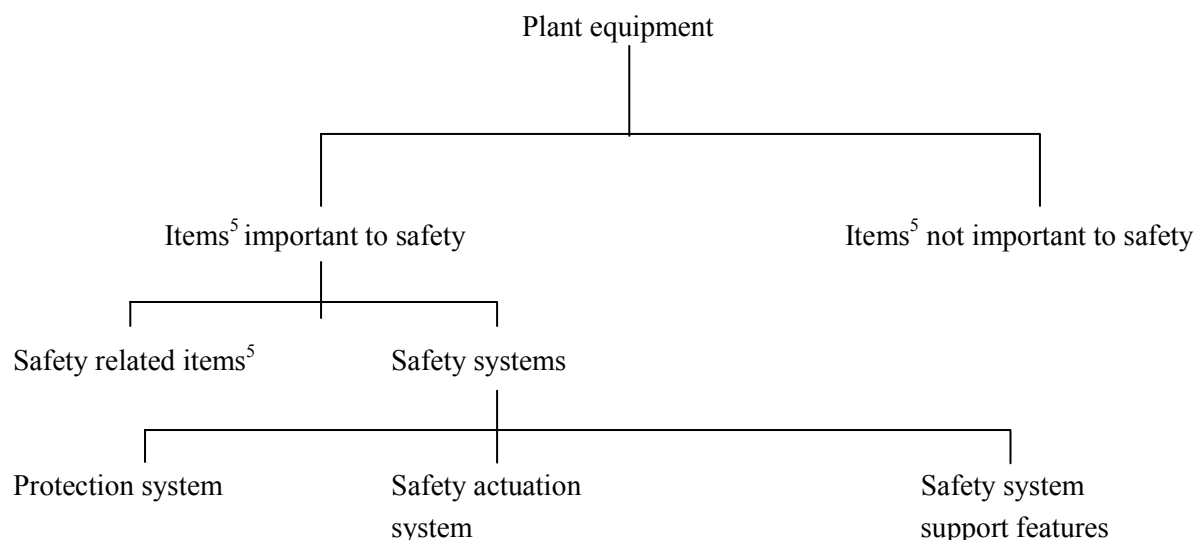 Plant equipment
Items⁵ important to safety
Items⁵ not important to safety
Safety related items⁵
Safety systems
Protection system
Safety actuation
system
Safety system
support features